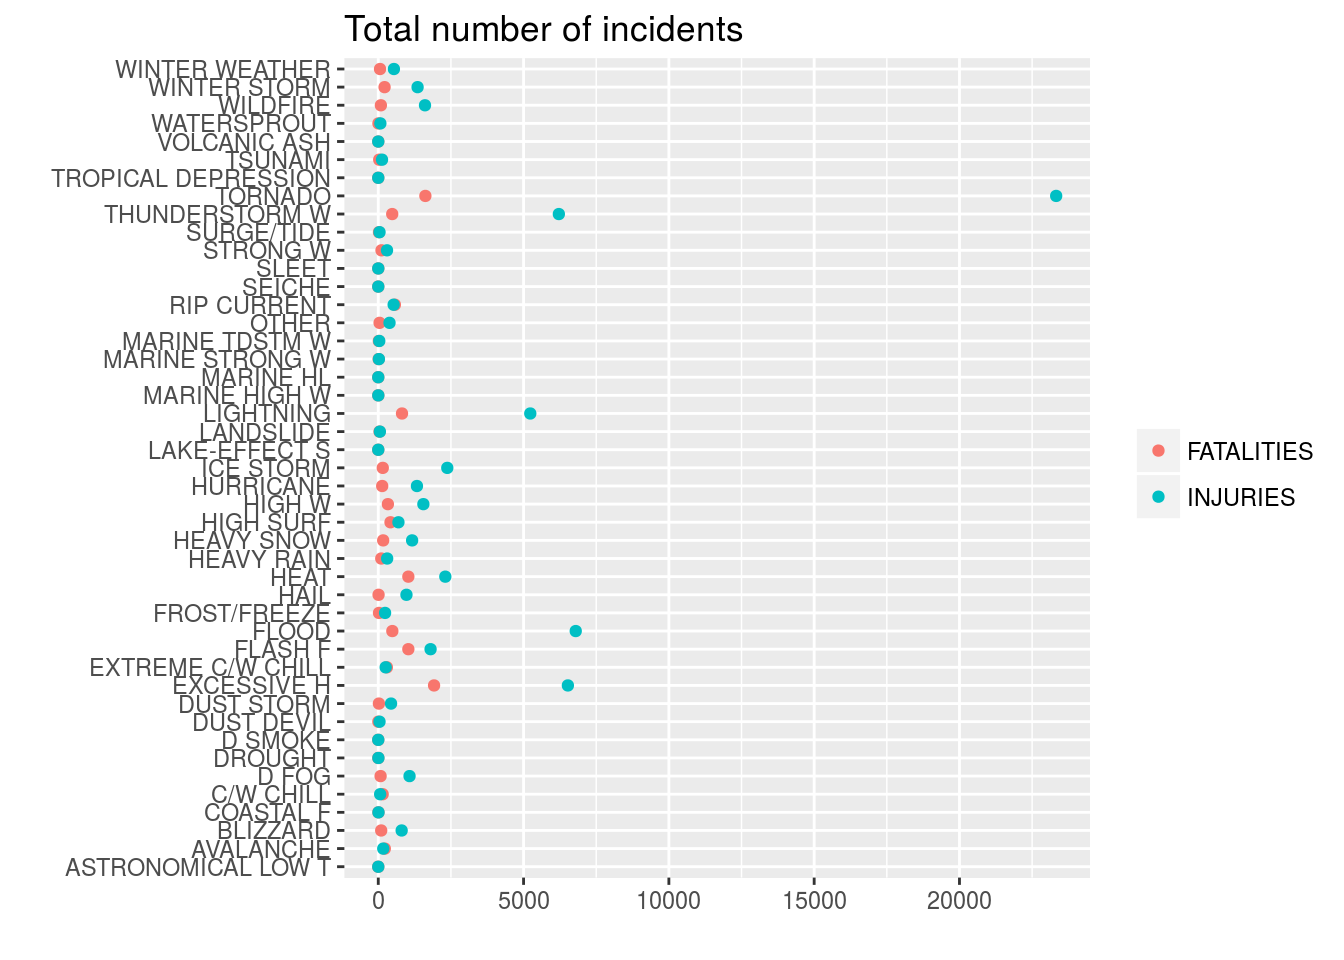 Total number of incidents
WINTER WEATHER
WINTER STORM
WILDFIRE
WATERSPROUT
VOLCANIC ASH
TSUNAMI
TROPICAL DEPRESSION
TORNADO
THUNDERSTORM W
SURGE/TIDE
STRONG W
SLEET
SEICHE
RIP CURRENT
OTHER
MARINE TDSTM W
MARINE STRONG W
MARINE HL
MARINE HIGH W
LIGHTNING
LANDSLIDE
LAKE-EFFECT S
ICE STORM
HURRICANE
HIGH W
HIGH SURF
HEAVY SNOW
HEAVY RAIN
HEAT
HAIL
FROST/FREEZE
FLOOD
FLASH F
EXTREME C/W CHILL
EXCESSIVE H
DUST STORM
DUST DEVIL
D SMOKE
DROUGHT
D FOG
C/W CHILL
COASTAL F
BLIZZARD
AVALANCHE
ASTRONOMICAL LOW T
0 5000 10000 15000 20000
FATALITIES
INJURIES